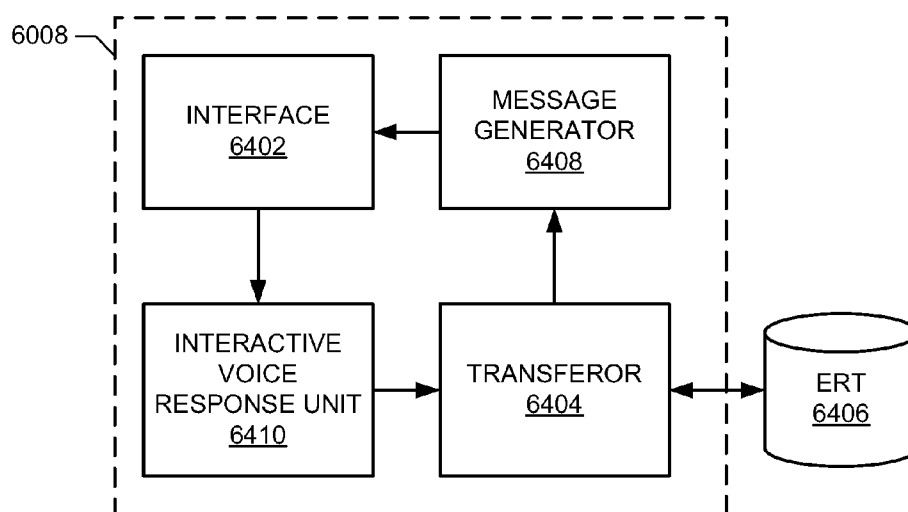 6008
INTERFACE
6402
MESSAGE
GENERATOR
6408
INTERACTIVE
VOICE
RESPONSE UNIT
6410
TRANSFEROR
6404
ERT
6406